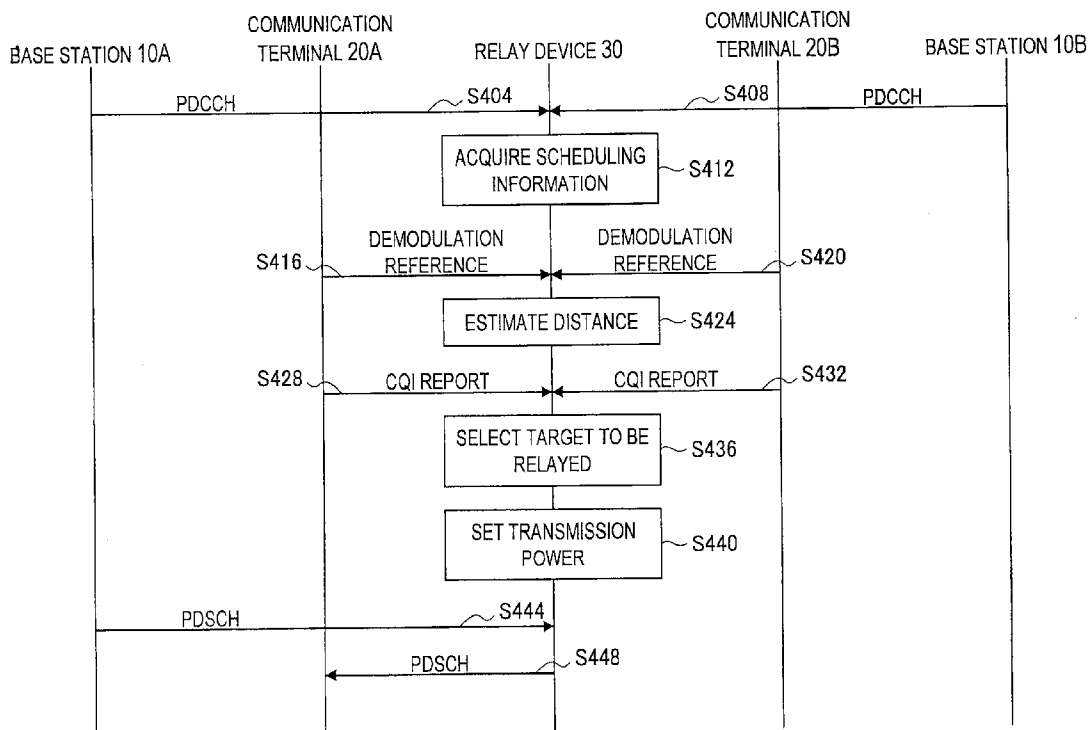 BASE STATION 10A
COMMUNICATION
TERMINAL 20A
RELAY DEVICE 30
COMMUNICATION
TERMINAL 20B
BASE STATION 10B
PDCCH
S404
S408
PDCCH
ACQUIRE SCHEDULING
INFORMATION
S412
S416
DEMODULATION
REFERENCE
DEMODULATION
REFERENCE
S420
ESTIMATE DISTANCE
S424
S428
CQI REPORT
CQI REPORT
S432
SELECT TARGET TO BE
RELAYED
S436
SET TRANSMISSION
POWER
S440
PDSCH
S444
PDSCH
S448